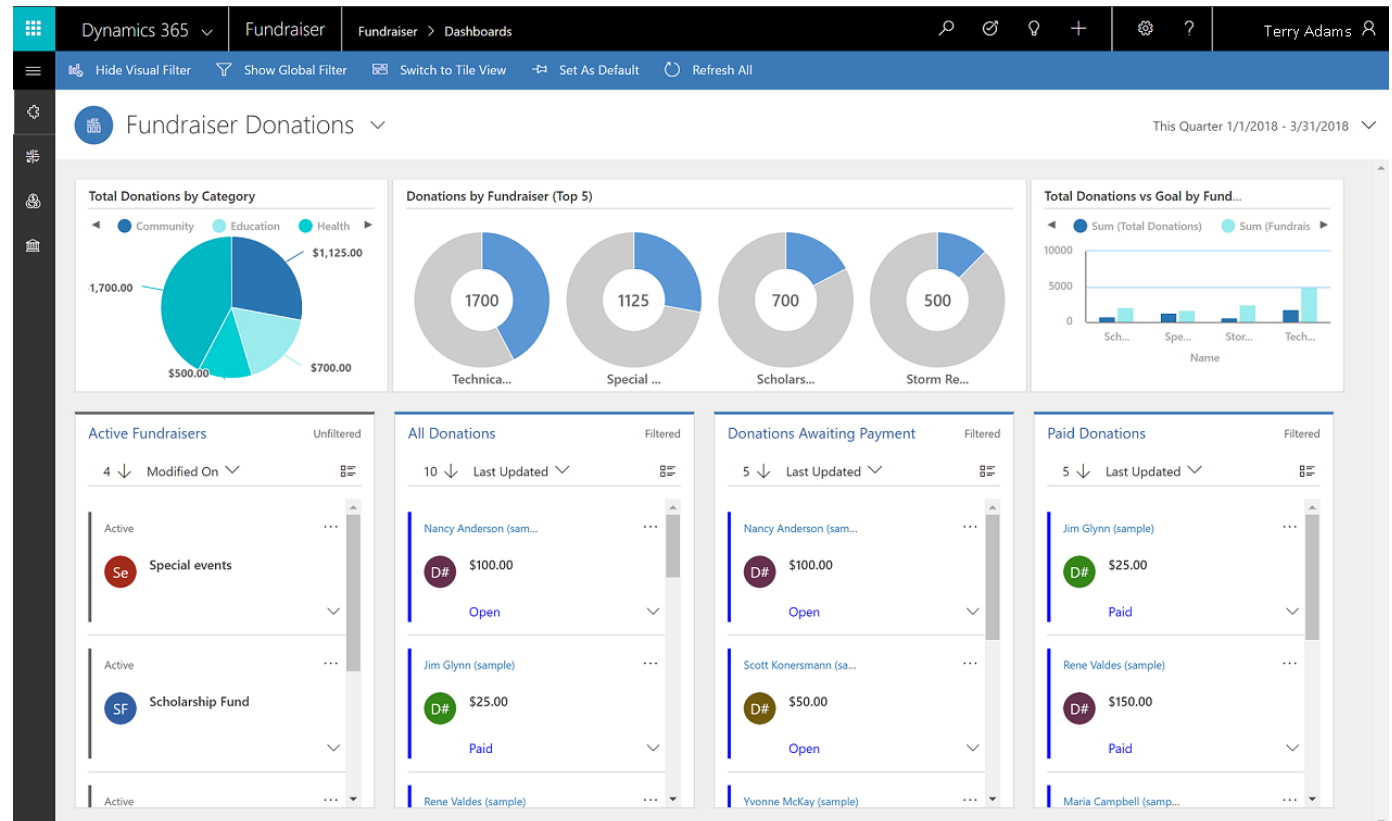 Dynamics 365
Fundraiser
Fundraiser > Dashboards
?
Terry Adams
Hide Visual Filter
Show Global Filter
Switch to Tile View
Set As Default
Refresh All
Fundraiser Donations
This Quarter 1/1/2018 - 3/31/2018
Total Donations by Category
Community
Education
Health
$1,125.00
1,700.00
$700.00
$500.00
Donations by Fundraiser (Top 5)
1700
1125
700
500
Technica...
Special ...
Scholars...
Storm Re...
Total Donations vs Goal by Fund...
Sum (Total Donations)
Sum (Fundrais
10000
5000
0
Sch...
Spe...
Stor...
Tech...
Name
Active Fundraisers
Unfiltered
4
Modified On
Active
Se
Special events
Active
SF
Scholarship Fund
Active
All Donations
Filtered
10
Last Updated
Nancy Anderson (sam...
D#
$100.00
Open
Jim Glynn (sample)
D#
$25.00
Paid
Rene Valdes (sample)
Donations Awaiting Payment
Filtered
5
Last Updated
Nancy Anderson (sam...
D#
$100.00
Open
Scott Konersmann (sa...
D#
$50.00
Open
Yvonne McKay (sample)
Paid Donations
Filtered
5
Last Updated
Jim Glynn (sample)
D#
$25.00
Paid
Rene Valdes (sample)
D#
$150.00
Paid
Maria Campbell (samp...